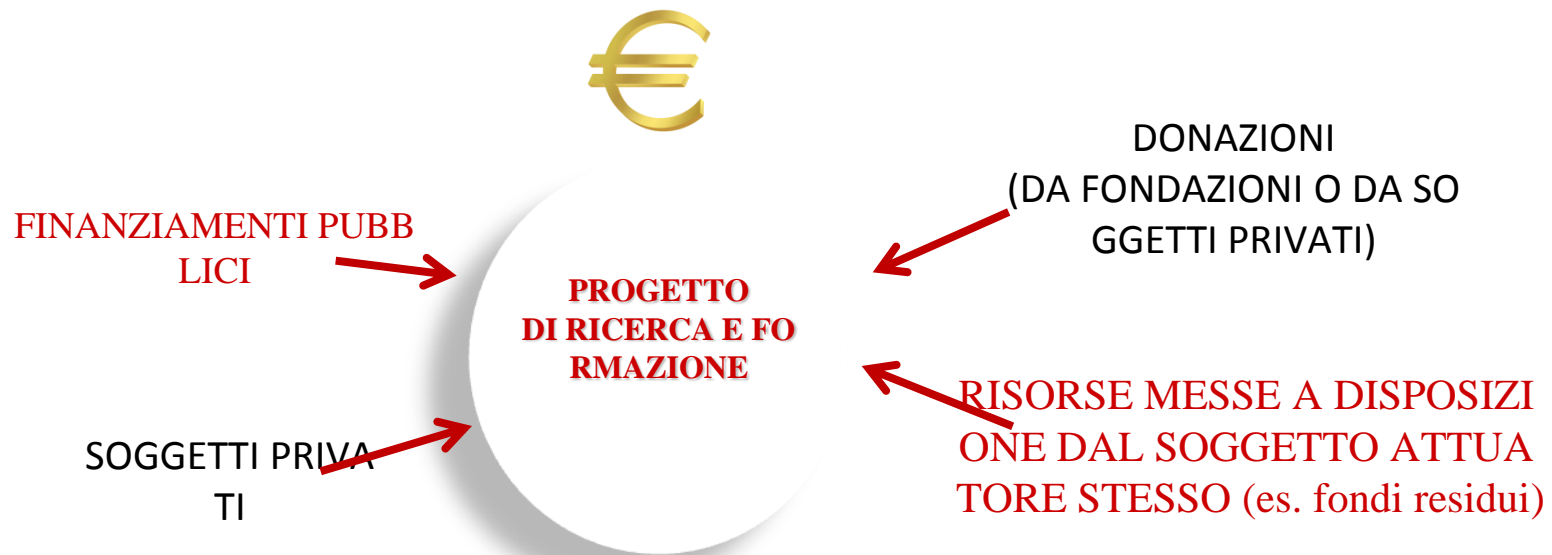 €
DONAZIONI
(DA FONDAZIONI O DA SO
GGETTI PRIVATI)
FINANZIAMENTI PUBB
LICI
PROGETTO
DI RICERCA E FO
RMAZIONE
SOGGETTI PRIVA
TI
RISORSE MESSE A DISPOSIZI
ONE DAL SOGGETTO ATTUA
TORE STESSO (es. fondi residui)